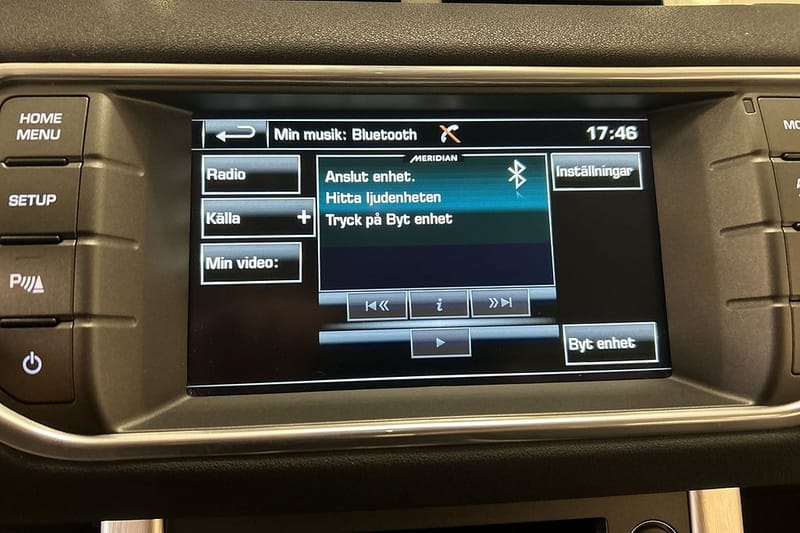 HOME
MENU
SETUP
P
Min musik: Bluetooth
17:46
MERIDIAN
Radio
Källa +
Min video:
Anslut enhet.
Hitta ljudenheten
Tryck på Byt enhet
Inställningar
i
Byt enhet